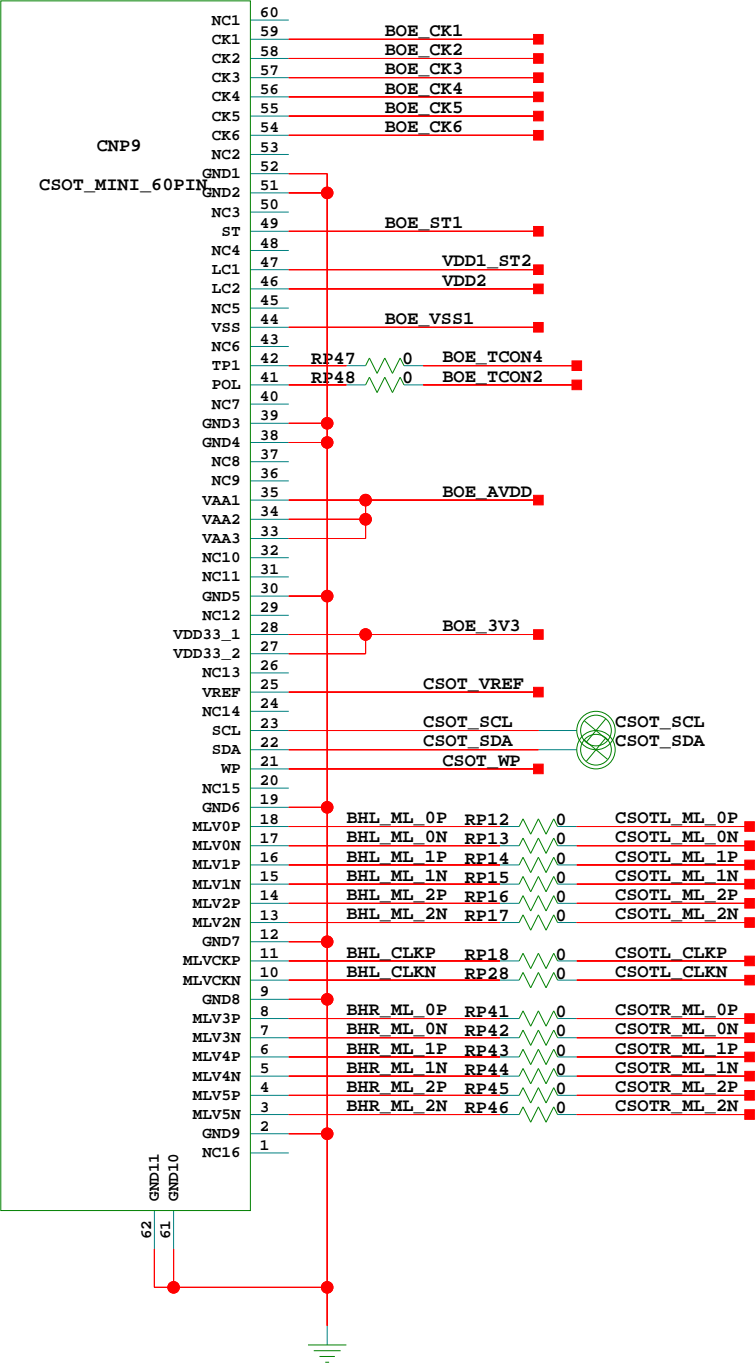 NC1 60
CK1 59 BOE_CK1
CK2 58 BOE_CK2
CK3 57 BOE_CK3
CK4 56 BOE_CK4
CK5 55 BOE_CK5
CK6 54 BOE_CK6
CNP9
NC2 53
GND1 52
CSOT_MINI_60PIN
GND2 51
NC3 50
ST 49 BOE_ST1
NC4 48
LC1 47 VDD1_ST2
LC2 46 VDD2
NC5 45
VSS 44 BOE_VSS1
NC6 43
TP1 42 RP47 0 BOE_TCON4
POL 41 RP48 0 BOE_TCON2
NC7 40
GND3 39
GND4 38
NC8 37
NC9 36
VAA1 35 BOE_AVDD
VAA2 34
VAA3 33
NC10 32
NC11 31
GND5 30
NC12 29
VDD33_1 28 BOE_3V3
VDD33_2 27
NC13 26
VREF 25 CSOT_VREF
NC14 24
SCL 23 CSOT_SCL CSOT_SCL
SDA 22 CSOT_SDA CSOT_SDA
WP 21 CSOT_WP
NC15 20
GND6 19
MLV0P 18 BHL_ML_0P RP12 0 CSOTL_ML_0P
MLV0N 17 BHL_ML_0N RP13 0 CSOTL_ML_0N
MLV1P 16 BHL_ML_1P RP14 0 CSOTL_ML_1P
MLV1N 15 BHL_ML_1N RP15 0 CSOTL_ML_1N
MLV2P 14 BHL_ML_2P RP16 0 CSOTL_ML_2P
MLV2N 13 BHL_ML_2N RP17 0 CSOTL_ML_2N
GND7 12
MLVCKP 11 BHL_CLKP RP18 0 CSOTL_CLKP
MLVCKN 10 BHL_CLKN RP28 0 CSOTL_CLKN
GND8 9
MLV3P 8 BHR_ML_0P RP41 0 CSOTR_ML_0P
MLV3N 7 BHR_ML_0N RP42 0 CSOTR_ML_0N
MLV4P 6 BHR_ML_1P RP43 0 CSOTR_ML_1P
MLV4N 5 BHR_ML_1N RP44 0 CSOTR_ML_1N
MLV5P 4 BHR_ML_2P RP45 0 CSOTR_ML_2P
MLV5N 3 BHR_ML_2N RP46 0 CSOTR_ML_2N
GND9 2
NC16 1
GND11 62
GND10 61